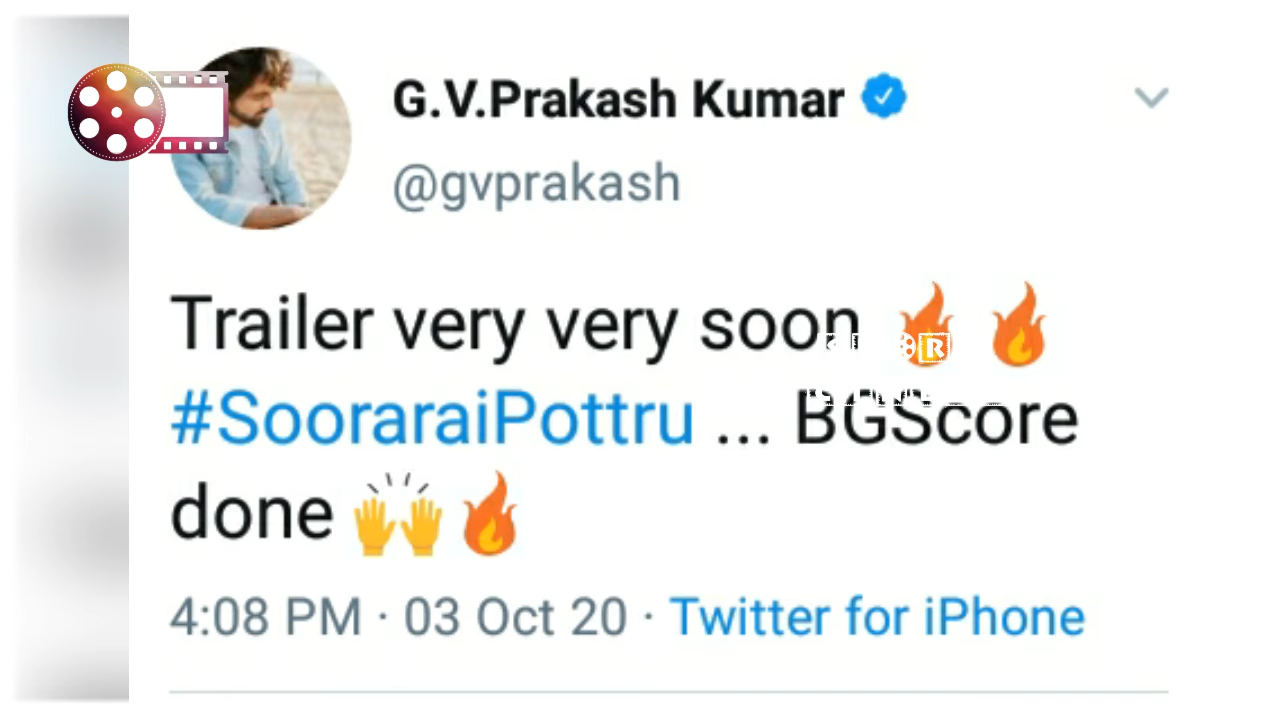 G.V.Prakash Kumar
@gvprakash
Trailer very very soon 🔥 🔥
#SooraraiPottru ... BGScore
done 🙌🔥
4:08 PM · 03 Oct 20 · Twitter for iPhone